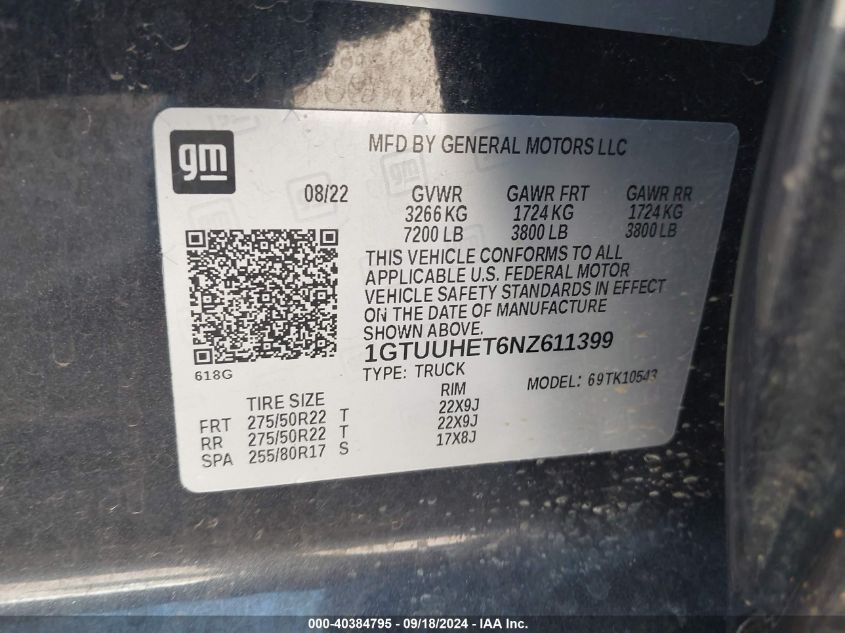 gm
MFD BY GENERAL MOTORS LLC
08/22 GVWR GAWR FRT GAWR RR
3266 KG 1724 KG 1724 KG
7200 LB 3800 LB 3800 LB
THIS VEHICLE CONFORMS TO ALL
APPLICABLE U.S. FEDERAL MOTOR
VEHICLE SAFETY STANDARDS IN EFFECT
ON THE DATE OF MANUFACTURE
SHOWN ABOVE.
1GTUUHET6NZ611399
618G
TYPE: TRUCK MODEL: 69TK10543
TIRE SIZE RIM
FRT 275/50R22 T 22X9J
RR 275/50R22 T 22X9J
SPA 255/80R17 S 17X8J
000-40384795 - 09/18/2024 - IAA Inc.